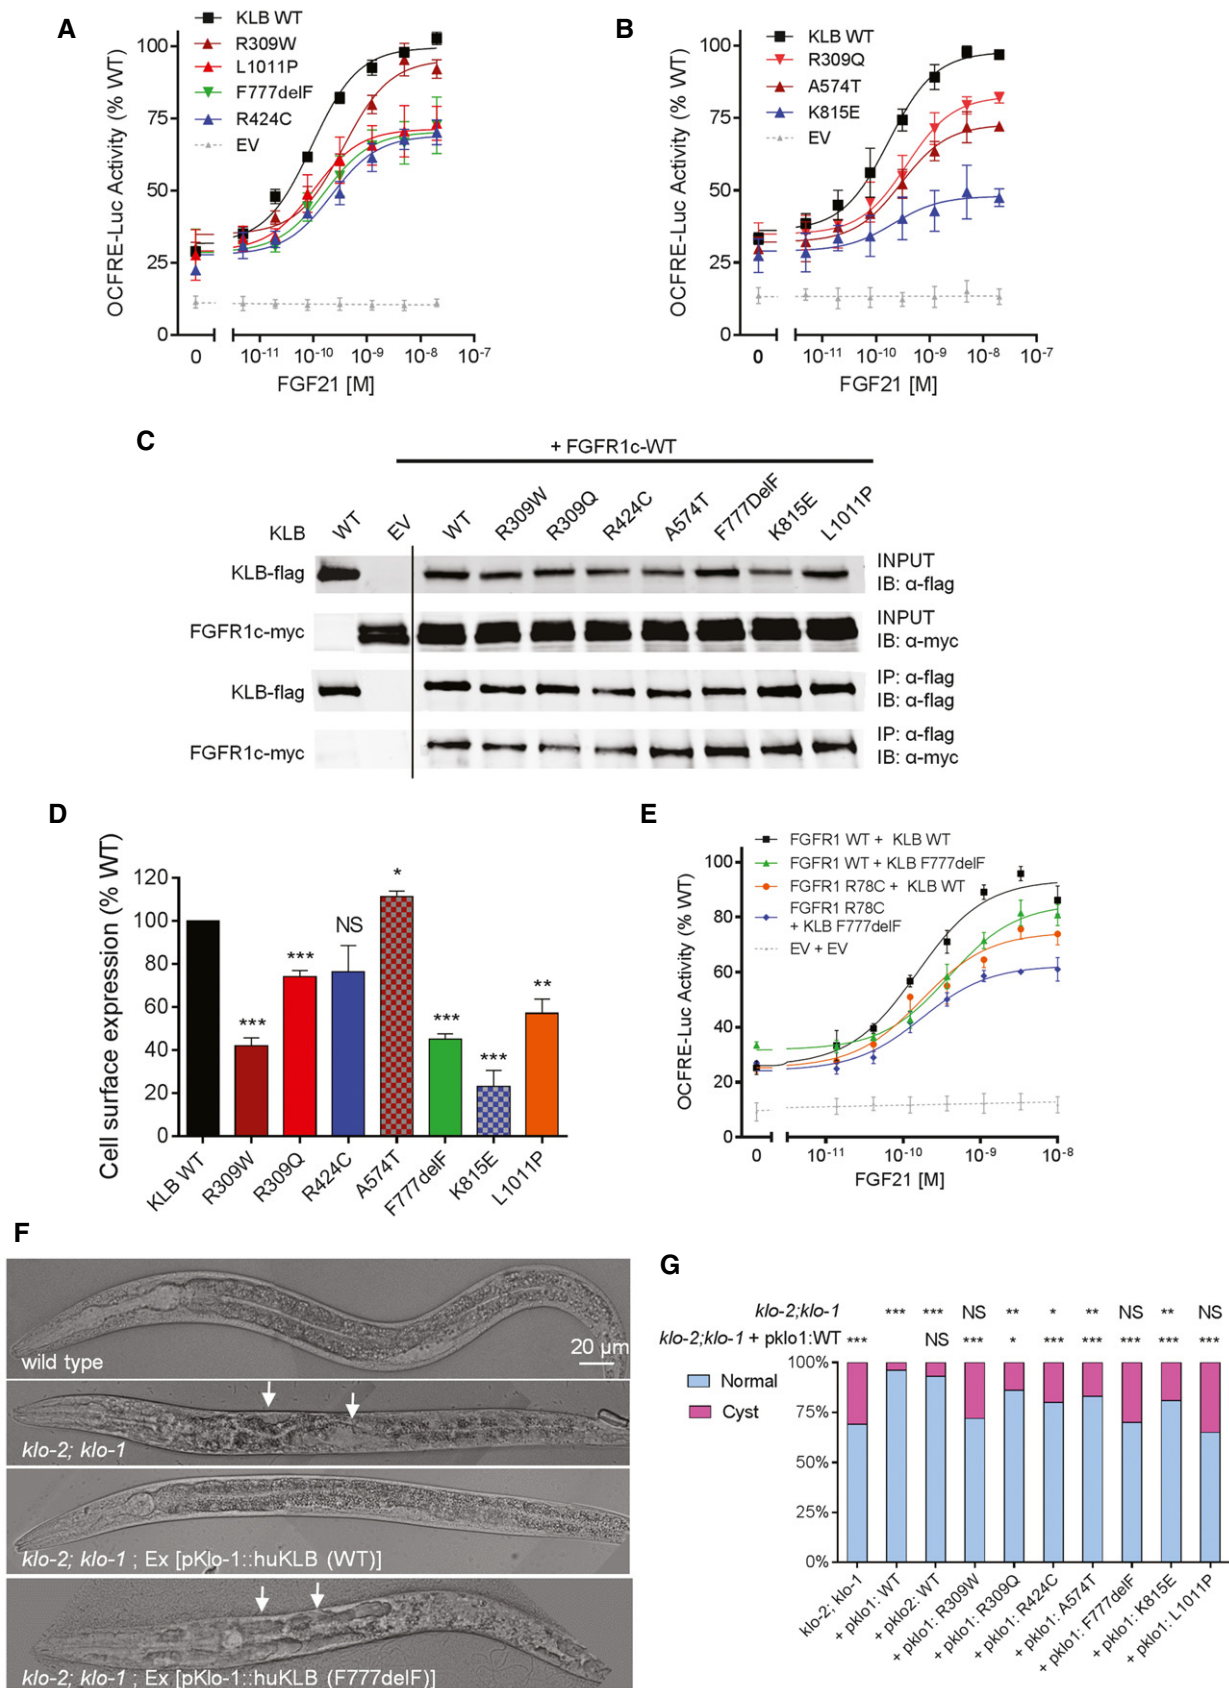 A
KLB WT
R309W
L1011P
F777delF
R424C
EV
OCFRE-Luc Activity (% WT)
100
75
50
25
0
0
10-11
10-10
10-9
10-8
10-7
FGF21 [M]
B
KLB WT
R309Q
A574T
K815E
EV
OCFRE-Luc Activity (% WT)
100
75
50
25
0
0
10-11
10-10
10-9
10-8
10-7
FGF21 [M]
C
+ FGFR1c-WT
KLB
WT
EV
WT
R309W
R309Q
R424C
A574T
F777DelF
K815E
L1011P
KLB-flag
INPUT
IB: α-flag
FGFR1c-myc
INPUT
IB: α-myc
KLB-flag
IP: α-flag
IB: α-flag
FGFR1c-myc
IP: α-flag
IB: α-myc
D
Cell surface expression (% WT)
120
100
80
60
40
20
0
***
***
NS
*
***
***
**
KLB WT
R309W
R309Q
R424C
A574T
F777delF
K815E
L1011P
E
FGFR1 WT + KLB WT
FGFR1 WT + KLB F777delF
FGFR1 R78C + KLB WT
FGFR1 R78C
+ KLB F777delF
EV + EV
OCFRE-Luc Activity (% WT)
100
80
60
40
20
0
0
10-11
10-10
10-9
10-8
FGF21 [M]
F
wild type
20 µm
klo-2; klo-1
klo-2; klo-1 ; Ex [pKlo-1::huKLB (WT)]
klo-2; klo-1 ; Ex [pKlo-1::huKLB (F777delF)]
G
klo-2;klo-1 *** *** NS ** * ** NS ** NS
klo-2;klo-1 + pklo1:WT *** NS *** * *** *** *** *** ***
Normal
Cyst
100%
75%
50%
25%
0%
klo-2; klo-1
+ pklo1: WT
+ pklo2: WT
+ pklo1: R309W
+ pklo1: R309Q
+ pklo1: R424C
+ pklo1: A574T
+ pklo1: F777delF
+ pklo1: K815E
+ pklo1: L1011P